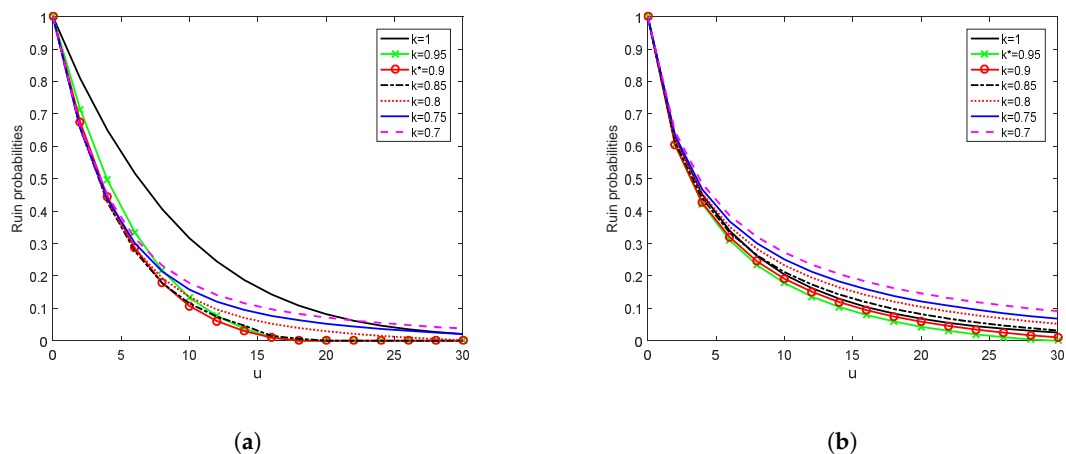 Ruin probabilities
1
0.9
0.8
0.7
0.6
0.5
0.4
0.3
0.2
0.1
0
0 5 10 15 20 25 30
u
k=1
k=0.95
k*=0.9
k=0.85
k=0.8
k=0.75
k=0.7
(a)
Ruin probabilities
1
0.9
0.8
0.7
0.6
0.5
0.4
0.3
0.2
0.1
0
0 5 10 15 20 25 30
u
k=1
k*=0.95
k=0.9
k=0.85
k=0.8
k=0.75
k=0.7
(b)